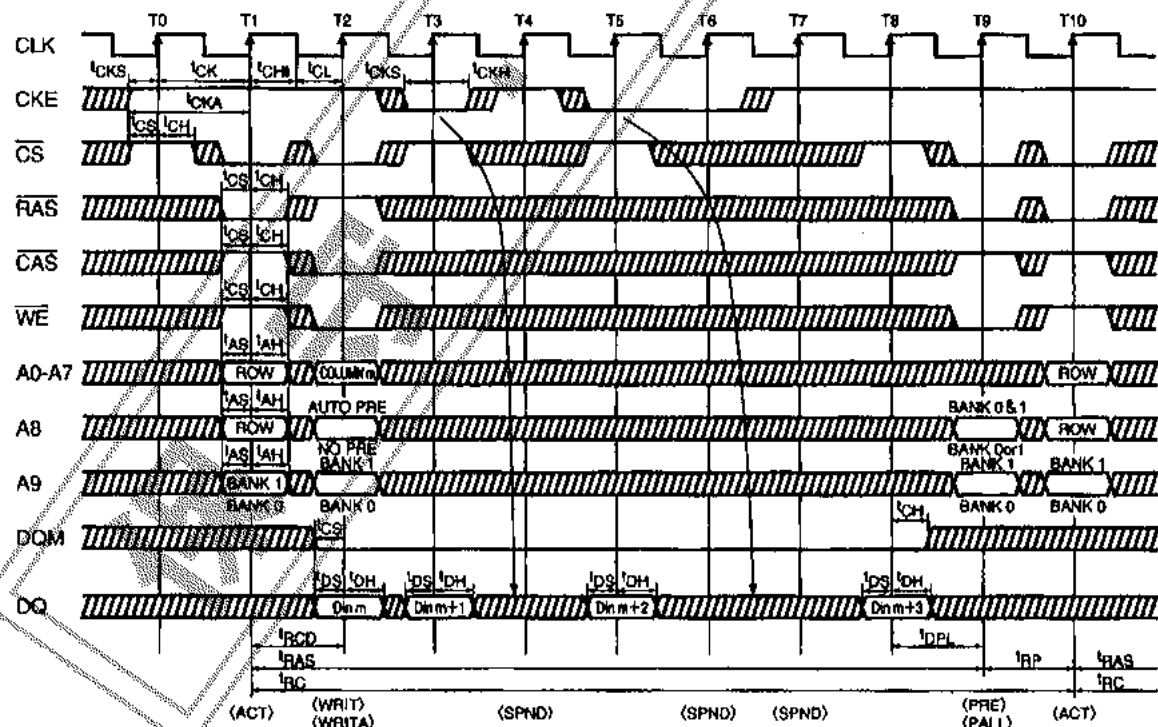 T0 T1 T2 T3 T4 T5 T6 T7 T8 T9 T10
CLK
tCKS tCK tCHI tCL tCKS tCKH
CKE
tCKA
tCS tCH
CS
tCS tCH
RAS
tCS tCH
CAS
tCS tCH
WE
tAS tAH
A0-A7 ROW COLUMN m ROW
tAS tAH AUTO PRE BANK 0 & 1
A8 ROW ROW
tAS tAH NO PRE BANK 0 or 1
BANK 1 BANK 1 BANK 1
A9 BANK 1
BANK 0 BANK 0 BANK 0 BANK 0
tCS tCH
DQM
tDS tDH tDS tDH tDS tDH tDS tDH
DQ Din m Din m+1 Din m+2 Din m+3
tRCD tDPL
tRAS tRP tRAS
tRC tRC
(ACT) (WRIT) (SPND) (SPND) (SPND) (PRE) (ACT)
(WRITA) (PALL)